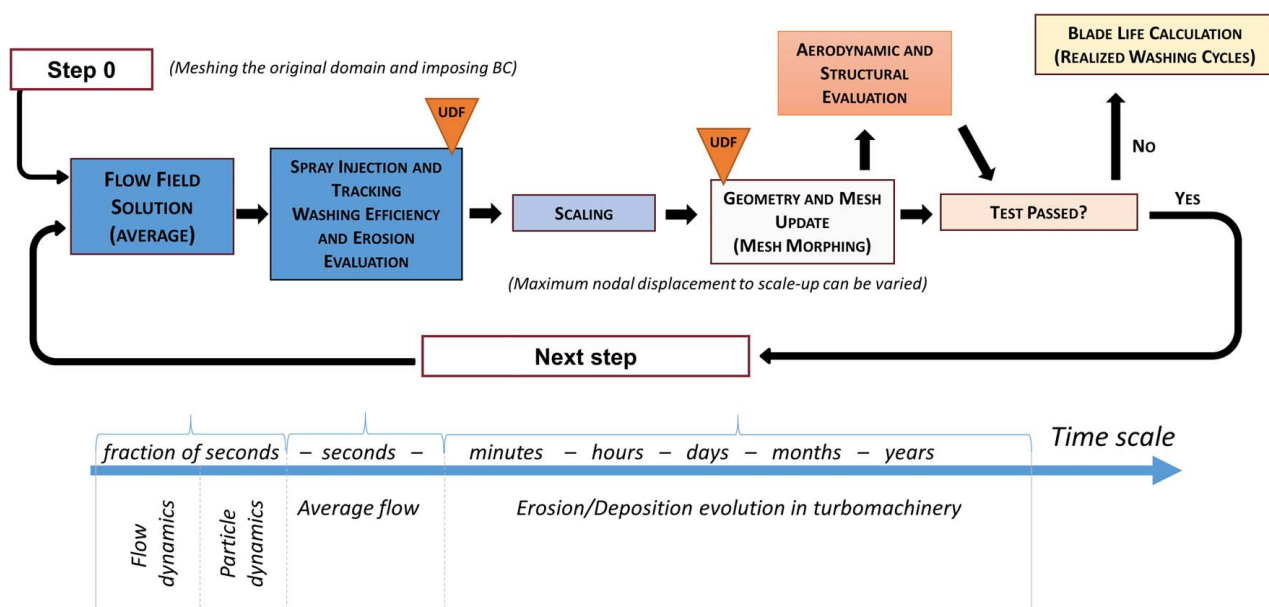 Step 0
(Meshing the original domain and imposing BC)
UDF
FLOW FIELD
SOLUTION
(AVERAGE)
SPRAY INJECTION AND
TRACKING
WASHING EFFICIENCY
AND EROSION
EVALUATION
SCALING
(Maximum nodal displacement to scale-up can be varied)
UDF
GEOMETRY AND MESH
UPDATE
(MESH MORPHING)
AERODYNAMIC AND
STRUCTURAL
EVALUATION
TEST PASSED?
NO
BLADE LIFE CALCULATION
(REALIZED WASHING CYCLES)
YES
Next step
fraction of seconds – seconds – minutes – hours – days – months – years
Time scale
Flow
dynamics
Particle
dynamics
Average flow
Erosion/Deposition evolution in turbomachinery